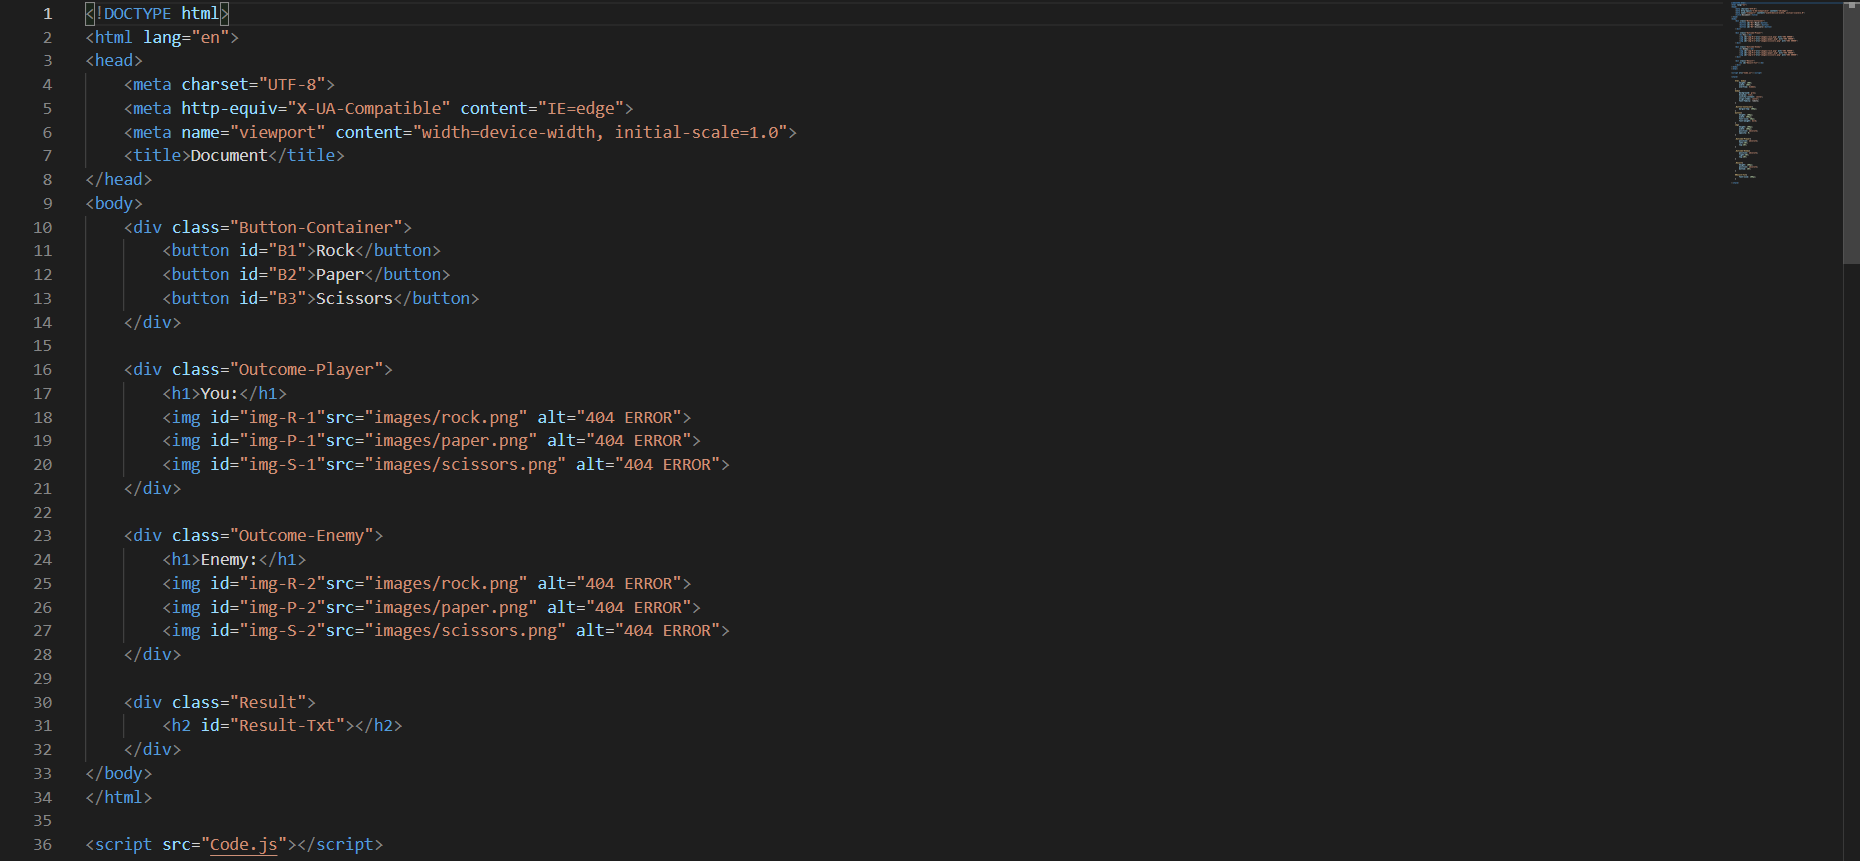 1 <!DOCTYPE html>
2 <html lang="en">
3 <head>
4     <meta charset="UTF-8">
5     <meta http-equiv="X-UA-Compatible" content="IE=edge">
6     <meta name="viewport" content="width=device-width, initial-scale=1.0">
7     <title>Document</title>
8 </head>
9 <body>
10     <div class="Button-Container">
11         <button id="B1">Rock</button>
12         <button id="B2">Paper</button>
13         <button id="B3">Scissors</button>
14     </div>
15
16     <div class="Outcome-Player">
17         <h1>You:</h1>
18         <img id="img-R-1"src="images/rock.png" alt="404 ERROR">
19         <img id="img-P-1"src="images/paper.png" alt="404 ERROR">
20         <img id="img-S-1"src="images/scissors.png" alt="404 ERROR">
21     </div>
22
23     <div class="Outcome-Enemy">
24         <h1>Enemy:</h1>
25         <img id="img-R-2"src="images/rock.png" alt="404 ERROR">
26         <img id="img-P-2"src="images/paper.png" alt="404 ERROR">
27         <img id="img-S-2"src="images/scissors.png" alt="404 ERROR">
28     </div>
29
30     <div class="Result">
31         <h2 id="Result-Txt"></h2>
32     </div>
33 </body>
34 </html>
35
36 <script src="Code.js"></script>